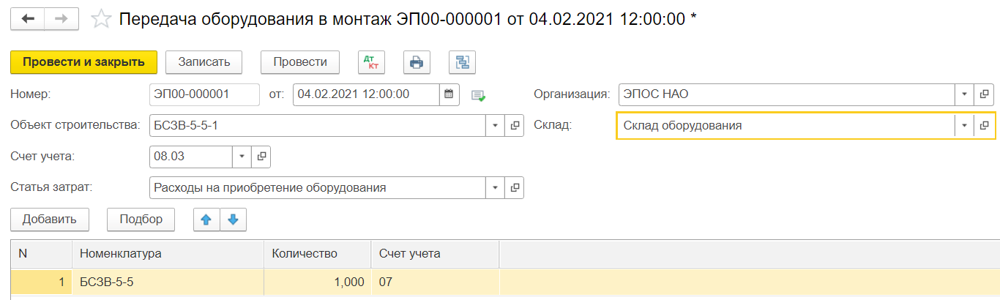 Передача оборудования в монтаж ЭП00-000001 от 04.02.2021 12:00:00 *
Провести и закрыть Записать Провести Дт Кт
Номер: ЭП00-000001 от: 04.02.2021 12:00:00 Организация: ЭПОС НАО
Объект строительства: БСЗВ-5-5-1 Склад: Склад оборудования
Счет учета: 08.03
Статья затрат: Расходы на приобретение оборудования
Добавить Подбор
N Номенклатура Количество Счет учета
1 БСЗВ-5-5 1,000 07